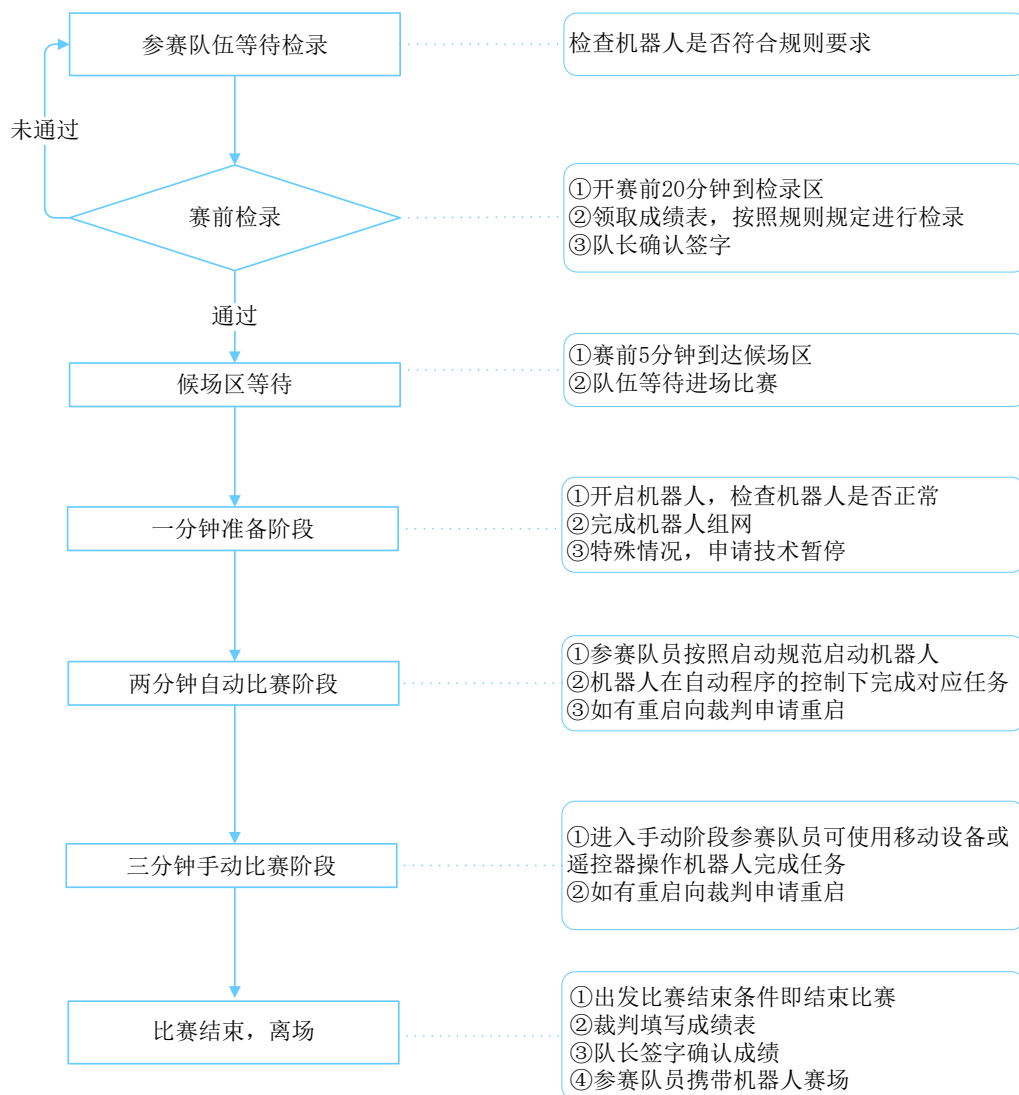 参赛队伍等待检录
检查机器人是否符合规则要求
未通过
赛前检录
①开赛前20分钟到检录区
②领取成绩表，按照规则规定进行检录
③队长确认签字
通过
候场区等待
①赛前5分钟到达候场区
②队伍等待进场比赛
一分钟准备阶段
①开启机器人，检查机器人是否正常
②完成机器人组网
③特殊情况，申请技术暂停
两分钟自动比赛阶段
①参赛队员按照启动规范启动机器人
②机器人在自动程序的控制下完成对应任务
③如有重启向裁判申请重启
三分钟手动比赛阶段
①进入手动阶段参赛队员可使用移动设备或
遥控器操作机器人完成任务
②如有重启向裁判申请重启
比赛结束，离场
①出发比赛结束条件即结束比赛
②裁判填写成绩表
③队长签字确认成绩
④参赛队员携带机器人赛场